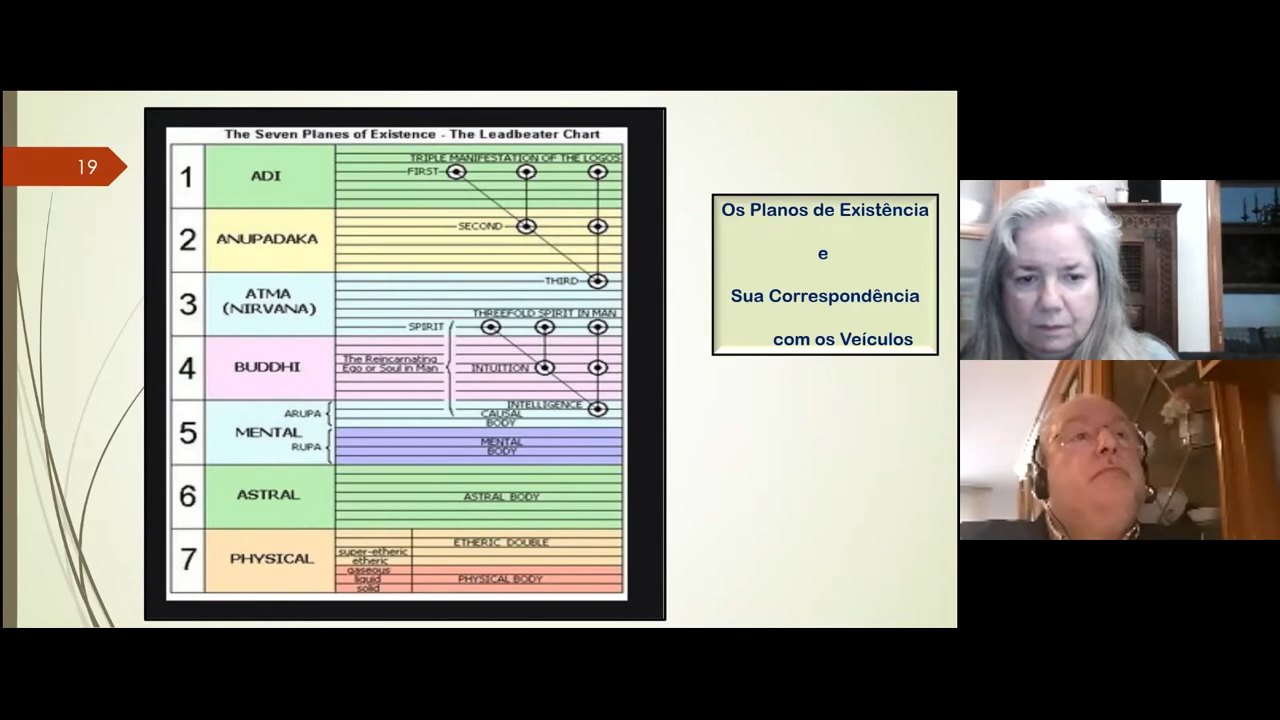 19
The Seven Planes of Existence - The Leadbeater Chart
1
ADI
TRIPLE MANIFESTATION OF THE LOGOS
FIRST
2
ANUPADAKA
SECOND
3
ATMA
(NIRVANA)
THIRD
THREEFOLD SPIRIT IN MAN
SPIRIT
4
BUDDHI
The Reincarnating
Ego or Soul in Man
INTUITION
5
MENTAL
ARUPA
RUPA
INTELLIGENCE
CAUSAL
BODY
MENTAL
BODY
6
ASTRAL
ASTRAL BODY
7
PHYSICAL
ETHERIC DOUBLE
super-etheric
etheric
gaseous
liquid
solid
PHYSICAL BODY
Os Planos de Existência
e
Sua Correspondência
com os Veículos